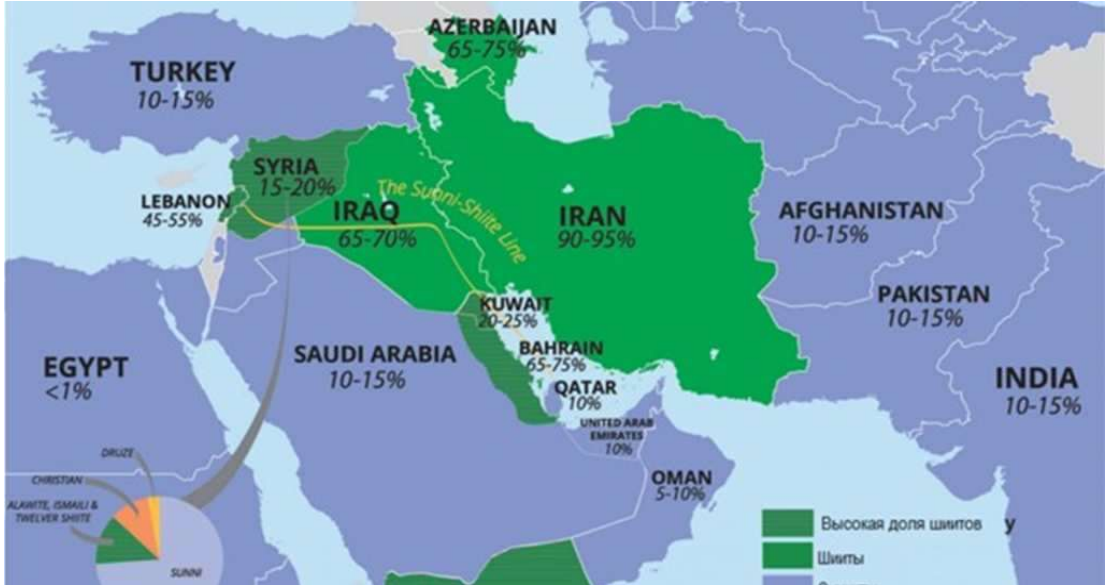 AZERBAIJAN
65-75%
TURKEY
10-15%
SYRIA
15-20%
The Sunni-Shiite Line
LEBANON
45-55%
IRAQ
65-70%
IRAN
90-95%
AFGHANISTAN
10-15%
PAKISTAN
10-15%
KUWAIT
20-25%
BAHRAIN
65-75%
SAUDI ARABIA
10-15%
EGYPT
<1%
QATAR
10%
INDIA
10-15%
UNITED ARAB
EMIRATES
10%
OMAN
5-10%
DRUZE
CHRISTIAN
ALAWITE, ISMAILI &
TWELVER SHIITE
SUNNI
Высокая доля шиитов у
Шииты